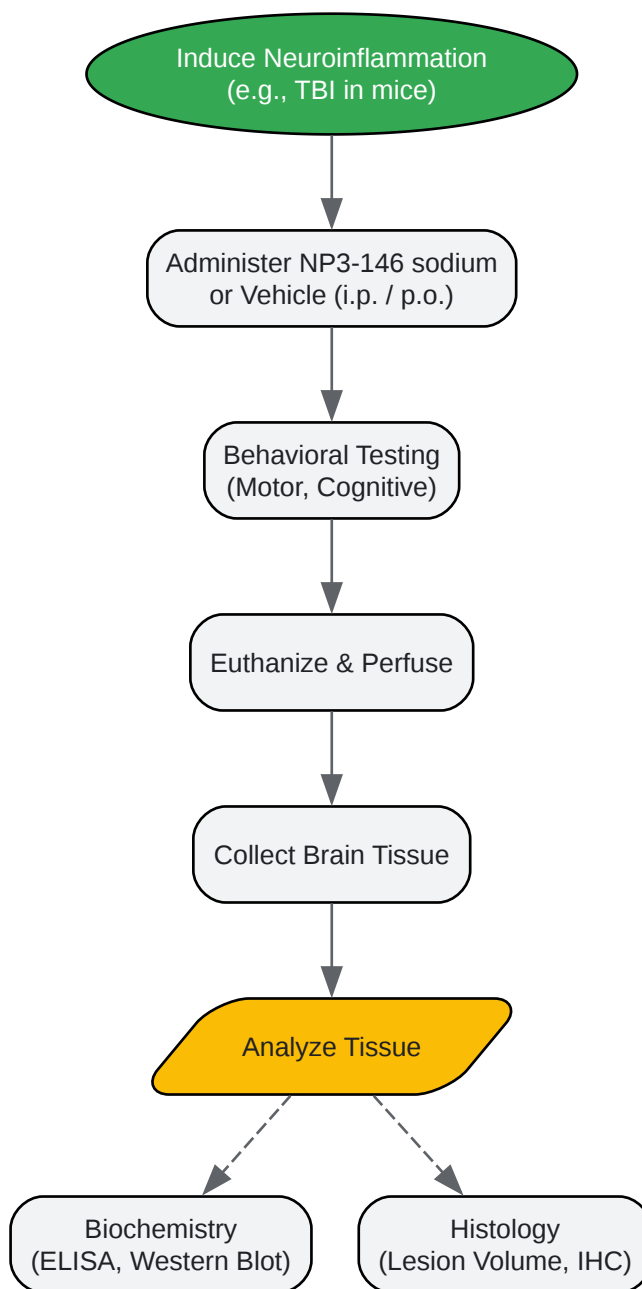 Induce Neuroinflammation
(e.g., TBI in mice)
Administer NP3-146 sodium
or Vehicle (i.p. / p.o.)
Behavioral Testing
(Motor, Cognitive)
Euthanize & Perfuse
Collect Brain Tissue
Analyze Tissue
Biochemistry
(ELISA, Western Blot)
Histology
(Lesion Volume, IHC)